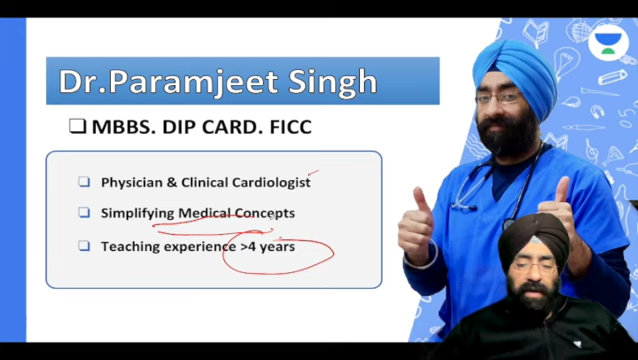 Dr.Paramjeet Singh
❑ MBBS. DIP CARD. FICC
❑ Physician & Clinical Cardiologist
❑ Simplifying Medical Concepts
❑ Teaching experience >4 years